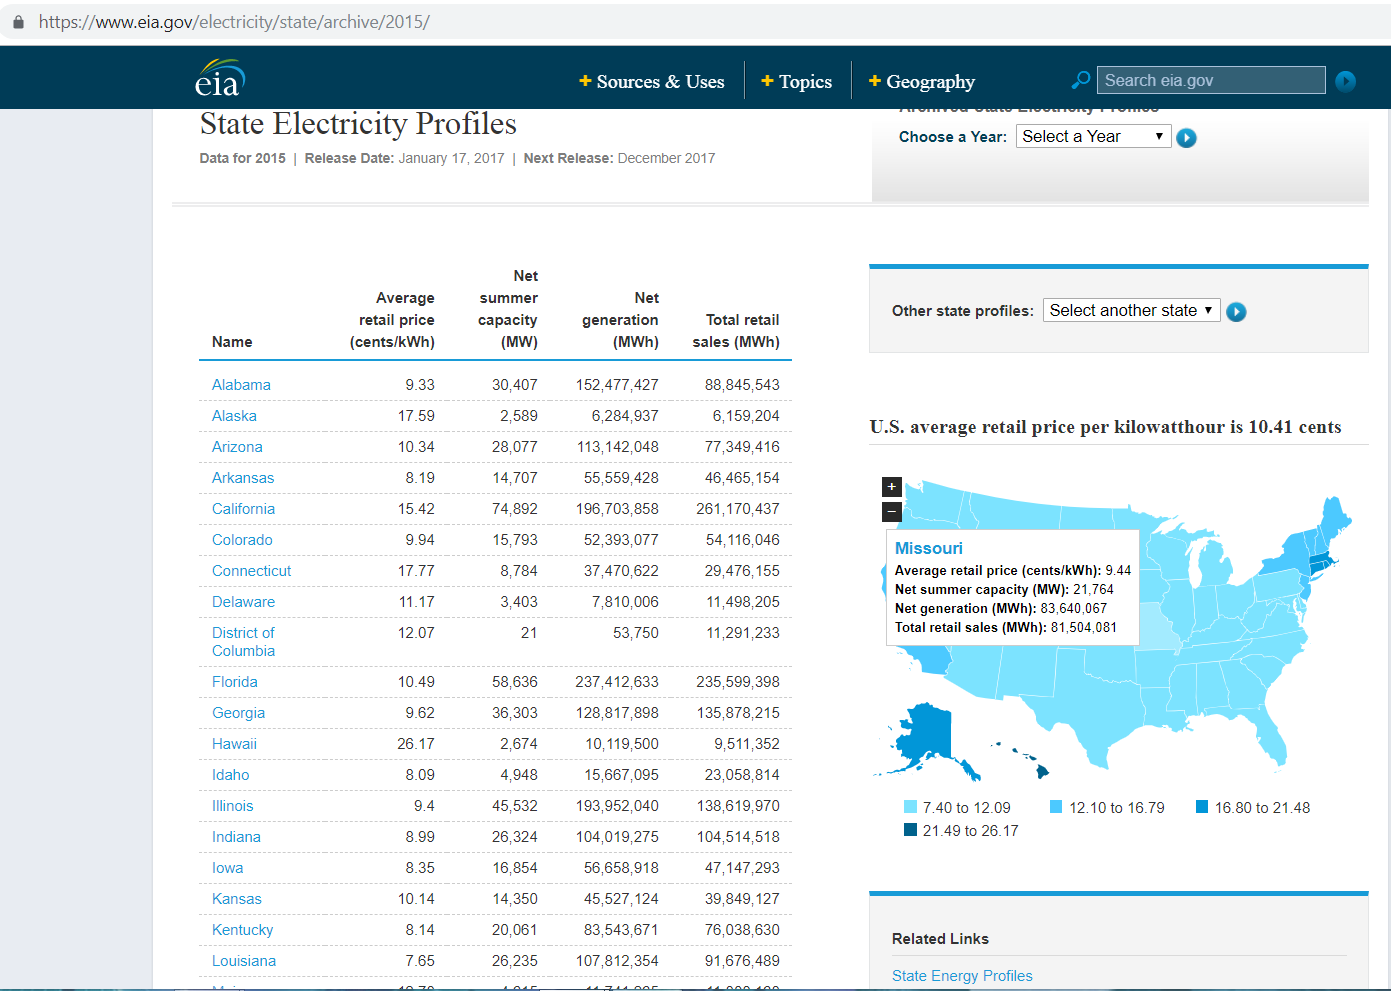 https://www.eia.gov/electricity/state/archive/2015/
eia
+ Sources & Uses
+ Topics
+ Geography
Search eia.gov
State Electricity Profiles
Data for 2015 | Release Date: January 17, 2017 | Next Release: December 2017
Archived State Electricity Profiles
Choose a Year: Select a Year
Name Average retail price (cents/kWh) Net summer capacity (MW) Net generation (MWh) Total retail sales (MWh)
Alabama 9.33 30,407 152,477,427 88,845,543
Alaska 17.59 2,589 6,284,937 6,159,204
Arizona 10.34 28,077 113,142,048 77,349,416
Arkansas 8.19 14,707 55,559,428 46,465,154
California 15.42 74,892 196,703,858 261,170,437
Colorado 9.94 15,793 52,393,077 54,116,046
Connecticut 17.77 8,784 37,470,622 29,476,155
Delaware 11.17 3,403 7,810,006 11,498,205
District of Columbia 12.07 21 53,750 11,291,233
Florida 10.49 58,636 237,412,633 235,599,398
Georgia 9.62 36,303 128,817,898 135,878,215
Hawaii 26.17 2,674 10,119,500 9,511,352
Idaho 8.09 4,948 15,667,095 23,058,814
Illinois 9.4 45,532 193,952,040 138,619,970
Indiana 8.99 26,324 104,019,275 104,514,518
Iowa 8.35 16,854 56,658,918 47,147,293
Kansas 10.14 14,350 45,527,124 39,849,127
Kentucky 8.14 20,061 83,543,671 76,038,630
Louisiana 7.65 26,235 107,812,354 91,676,489
Other state profiles: Select another state
U.S. average retail price per kilowatthour is 10.41 cents
+
−
Missouri
Average retail price (cents/kWh): 9.44
Net summer capacity (MW): 21,764
Net generation (MWh): 83,640,067
Total retail sales (MWh): 81,504,081
7.40 to 12.09 12.10 to 16.79 16.80 to 21.48
21.49 to 26.17
Related Links
State Energy Profiles